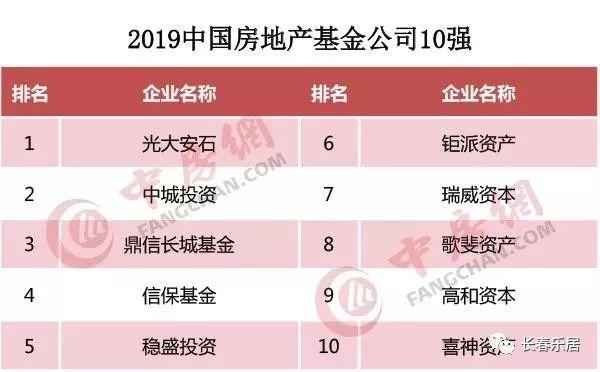 2019中国房地产基金公司10强
排名 企业名称 排名 企业名称
1 光大安石 6 钜派资产
2 中城投资 7 瑞威资本
3 鼎信长城基金 8 歌斐资产
4 信保基金 9 高和资本
5 稳盛投资 10 喜神资产
中房網
FANGCHAN.COM
中房網
FANGCHAN.COM
长春乐居